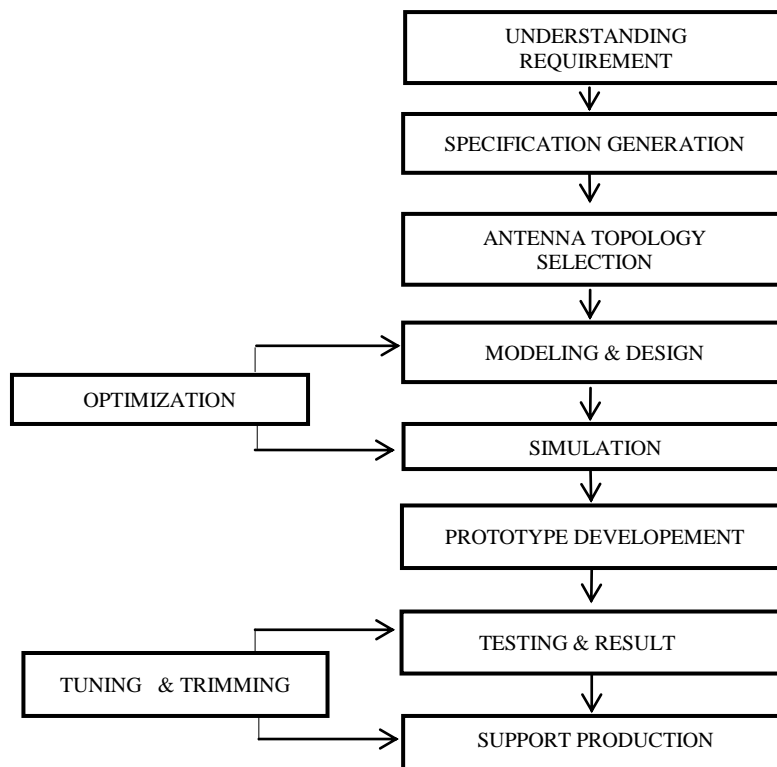 UNDERSTANDING
REQUIREMENT
SPECIFICATION GENERATION
ANTENNA TOPOLOGY
SELECTION
MODELING & DESIGN
OPTIMIZATION
SIMULATION
PROTOTYPE DEVELOPEMENT
TESTING & RESULT
TUNING & TRIMMING
SUPPORT PRODUCTION